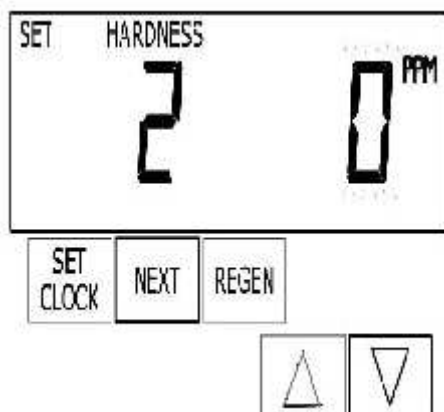 SET HARDNESS
2 0 PPM
SET
CLOCK
NEXT
REGEN